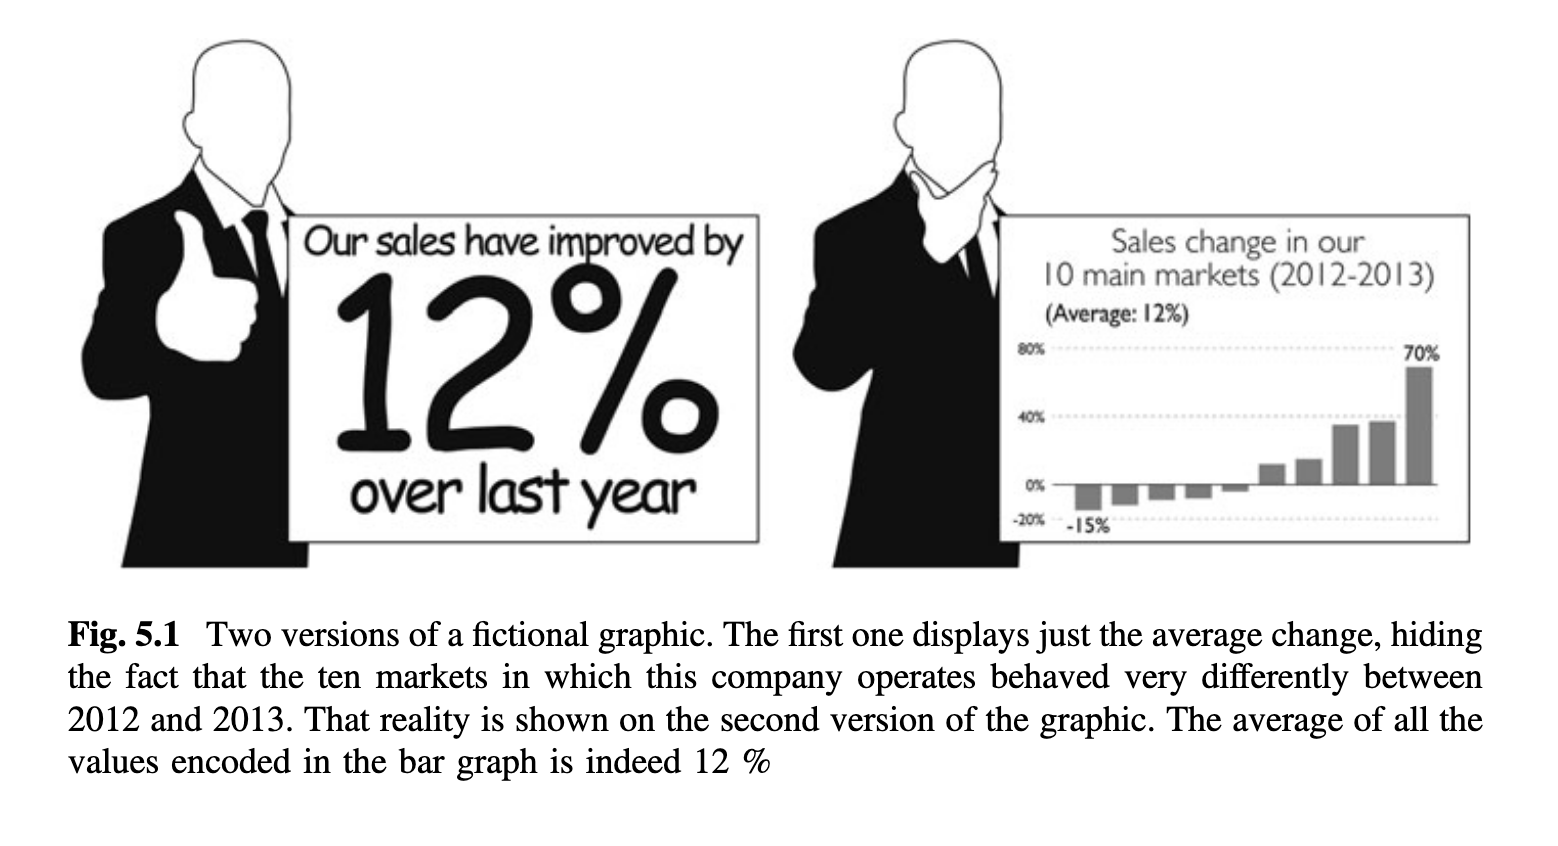 Our sales have improved by
12%
over last year
Sales change in our
10 main markets (2012-2013)
(Average: 12%)
80%
70%
40%
0%
-20%
-15%
Fig. 5.1 Two versions of a fictional graphic. The first one displays just the average change, hiding
the fact that the ten markets in which this company operates behaved very differently between
2012 and 2013. That reality is shown on the second version of the graphic. The average of all the
values encoded in the bar graph is indeed 12 %